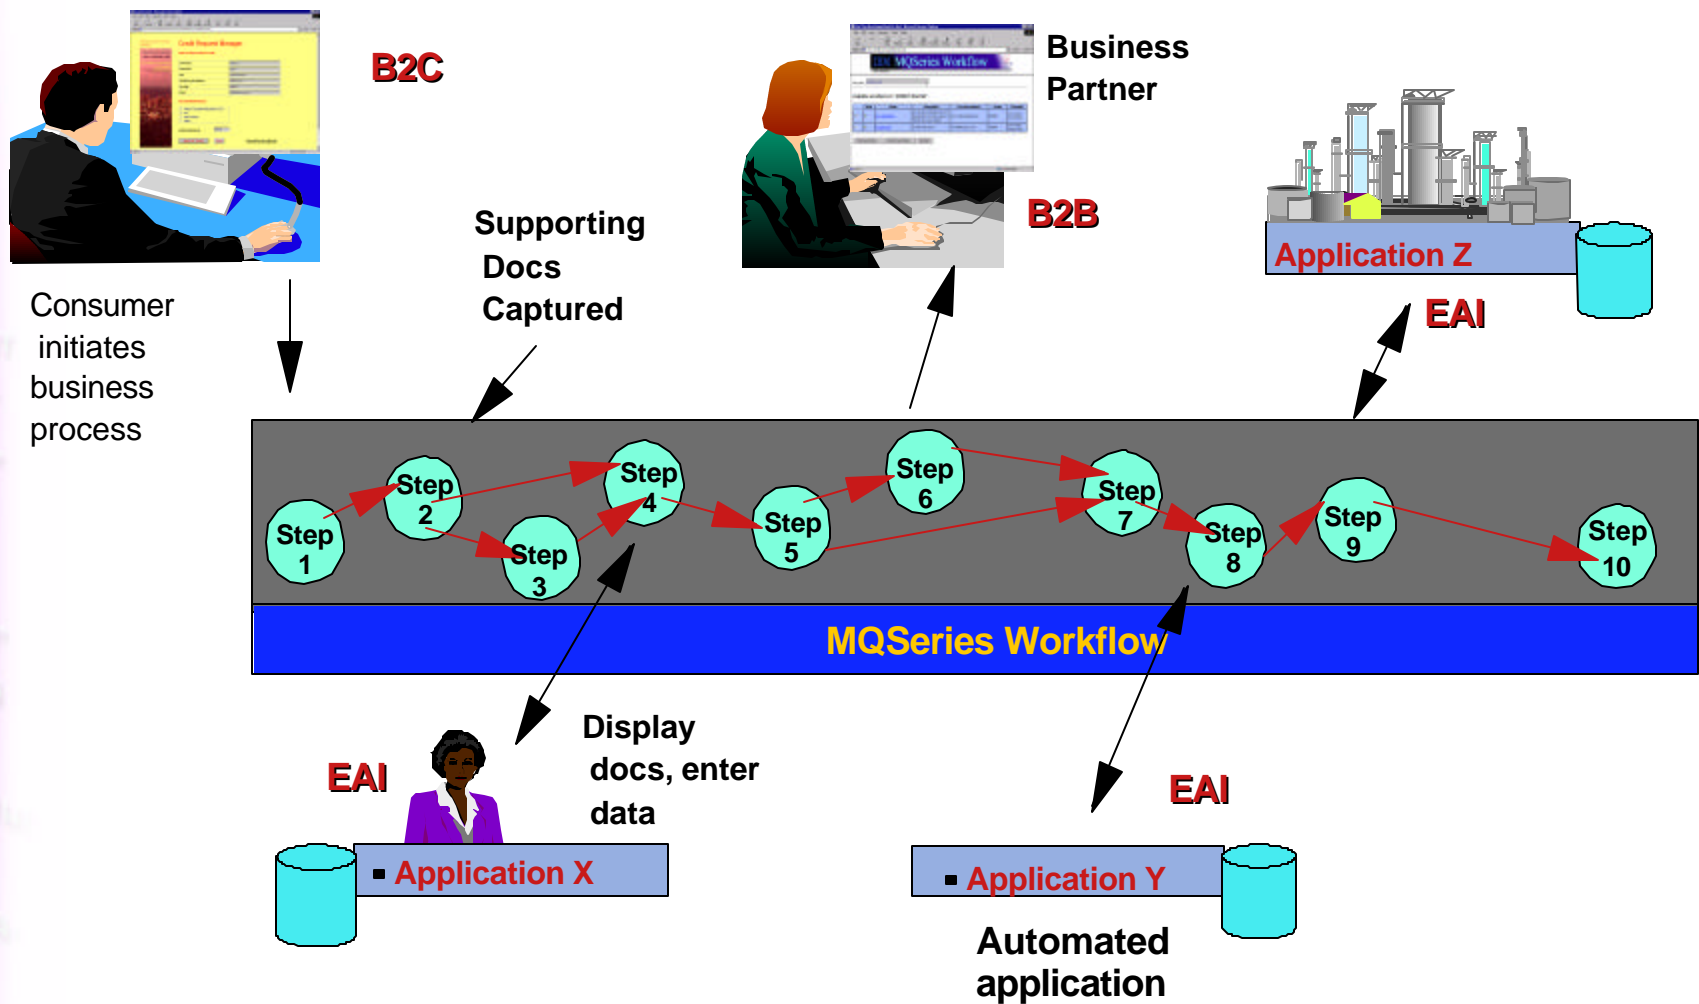 B2C
Consumer
initiates
business
process
Supporting
Docs
Captured
MQSeries Workflow
Business
Partner
B2B
Application Z
EAI
Step
1
Step
2
Step
3
Step
4
Step
5
Step
6
Step
7
Step
8
Step
9
Step
10
MQSeries Workflow
EAI
Display
docs, enter
data
▪ Application X
EAI
▪ Application Y
Automated
application